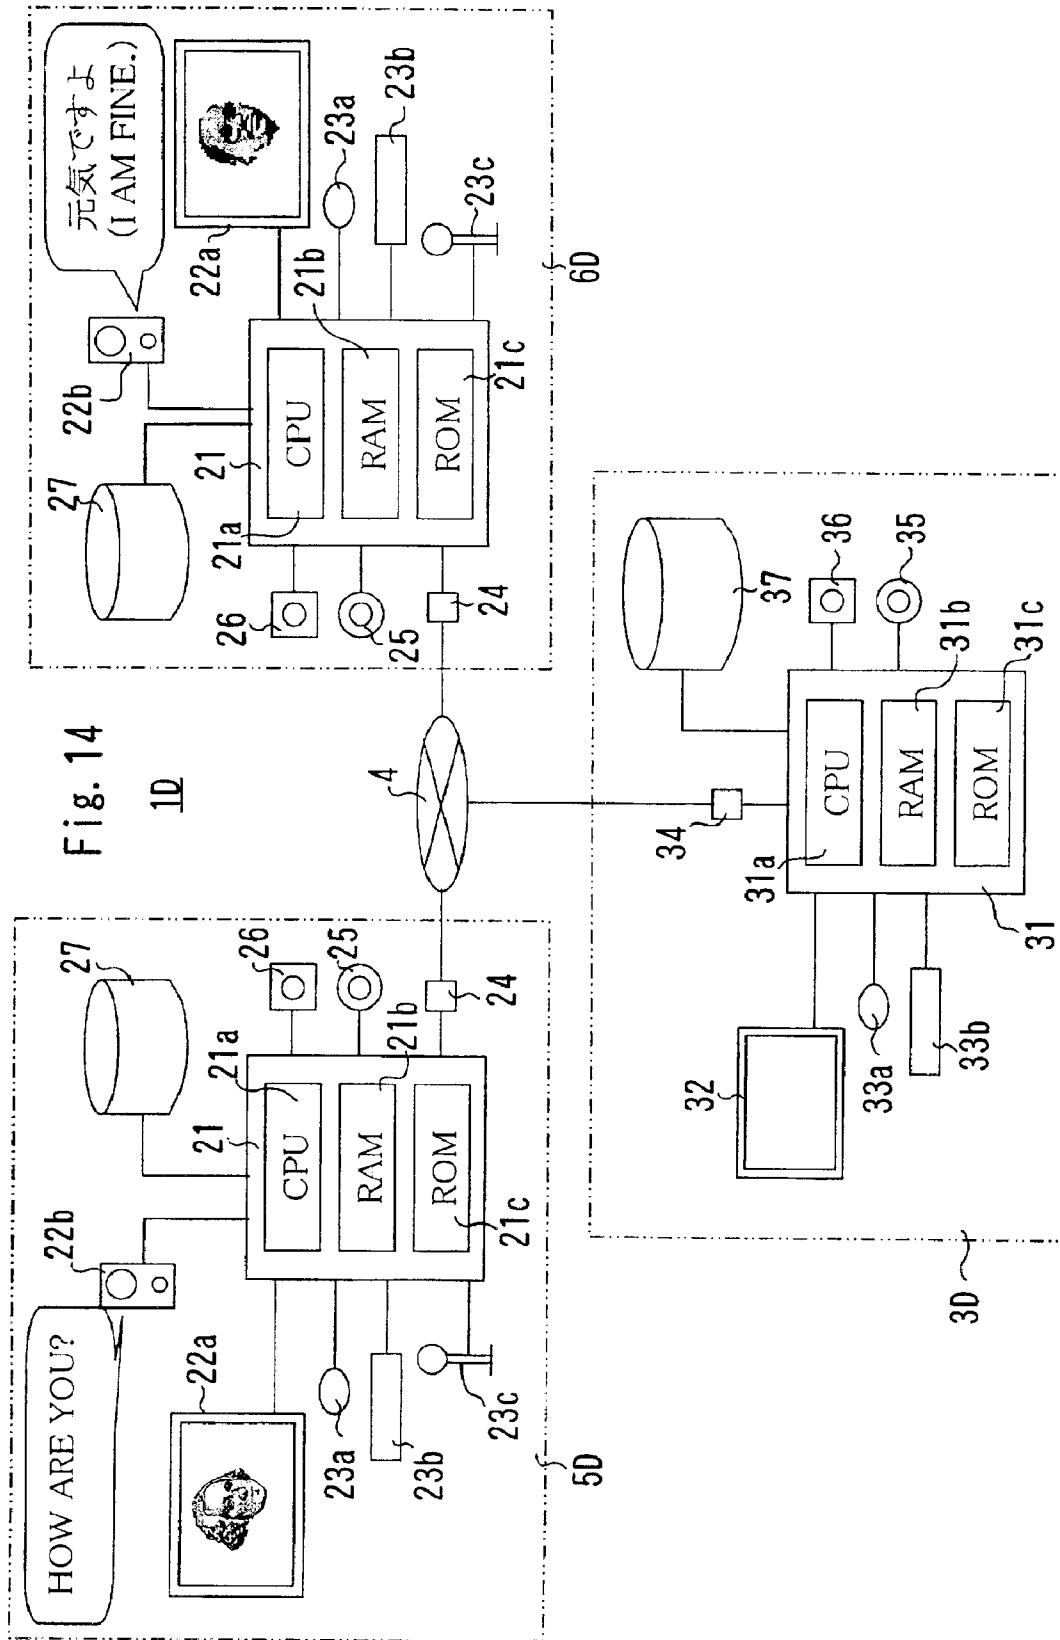 Fig. 14
1D
HOW ARE YOU?
22b
27
22a
21
21a
CPU
26
23a
RAM
21b
25
23b
ROM
21c
24
23c
5D
4
27
22b
元気ですよ
(I AM FINE.)
22a
21a
21
CPU
21b
26
23a
RAM
25
23b
ROM
21c
24
23c
6D
34
37
32
31a
CPU
36
33a
RAM
31b
35
33b
ROM
31c
31
3D